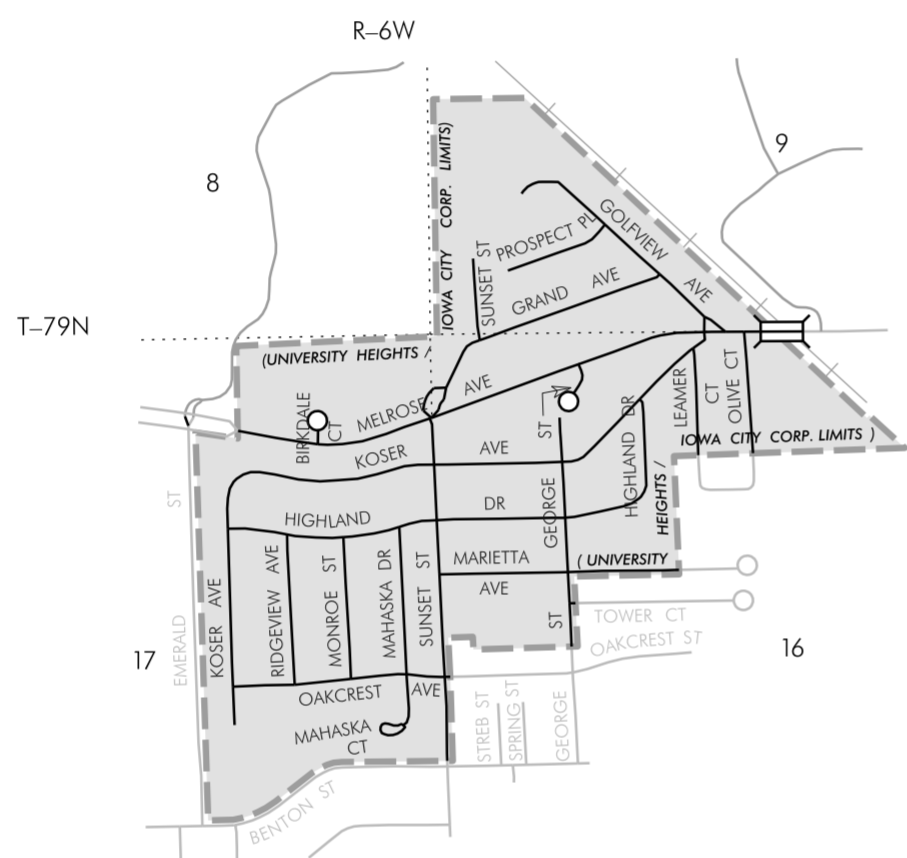 R–6W
9
8
IOWA CITY CORP. LIMITS)
GOLFVIEW AVE
PROSPECT PL
SUNSET ST
GRAND AVE
T–79N
(UNIVERSITY HEIGHTS /
BIRKDALE CT
MELROSE AVE
LEAMER CT
OLIVE CT
IOWA CITY CORP. LIMITS )
KOSER AVE
GEORGE ST
HIGHLAND DR
HIGHLAND DR
HEIGHTS /
( UNIVERSITY
MARIETTA AVE
EMERALD ST
KOSER AVE
RIDGEVIEW AVE
MONROE ST
MAHASKA DR
SUNSET ST
ST
TOWER CT
OAKCREST ST
17
16
OAKCREST AVE
MAHASKA CT
STREB ST
SPRING ST
GEORGE
BENTON ST